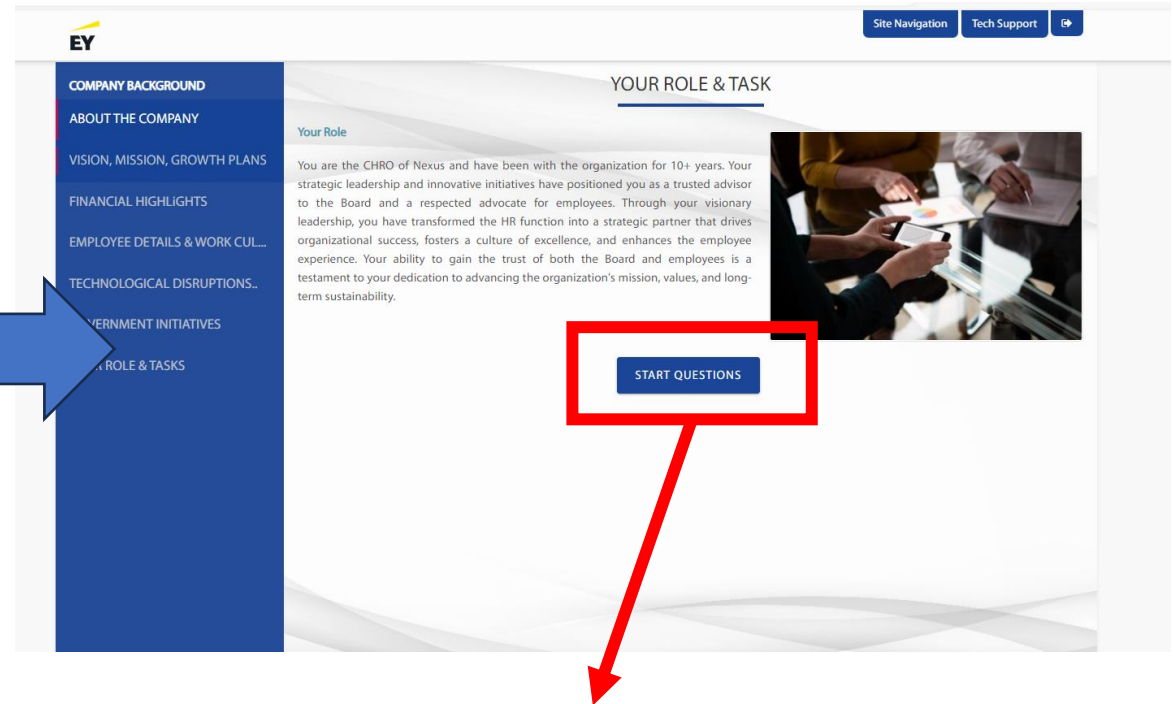 EY
Site Navigation
Tech Support
COMPANY BACKGROUND
ABOUT THE COMPANY
VISION, MISSION, GROWTH PLANS
FINANCIAL HIGHLiGHTS
EMPLOYEE DETAILS & WORK CUL...
TECHNOLOGICAL DISRUPTIONS..
INITIATIVES
ROLE & TASKS
YOUR ROLE & TASK
Your Role
You are the CHRO of Nexus and have been with the organization for 10+ years. Your
strategic leadership and innovative initiatives have positioned you as a trusted advisor
to the Board and a respected advocate for employees. Through your visionary
leadership, you have transformed the HR function into a strategic partner that drives
organizational success, fosters a culture of excellence, and enhances the employee
experience. Your ability to gain the trust of both the Board and employees is a
testament to your dedication to advancing the organization's mission, values, and long-
term sustainability.
START QUESTIONS